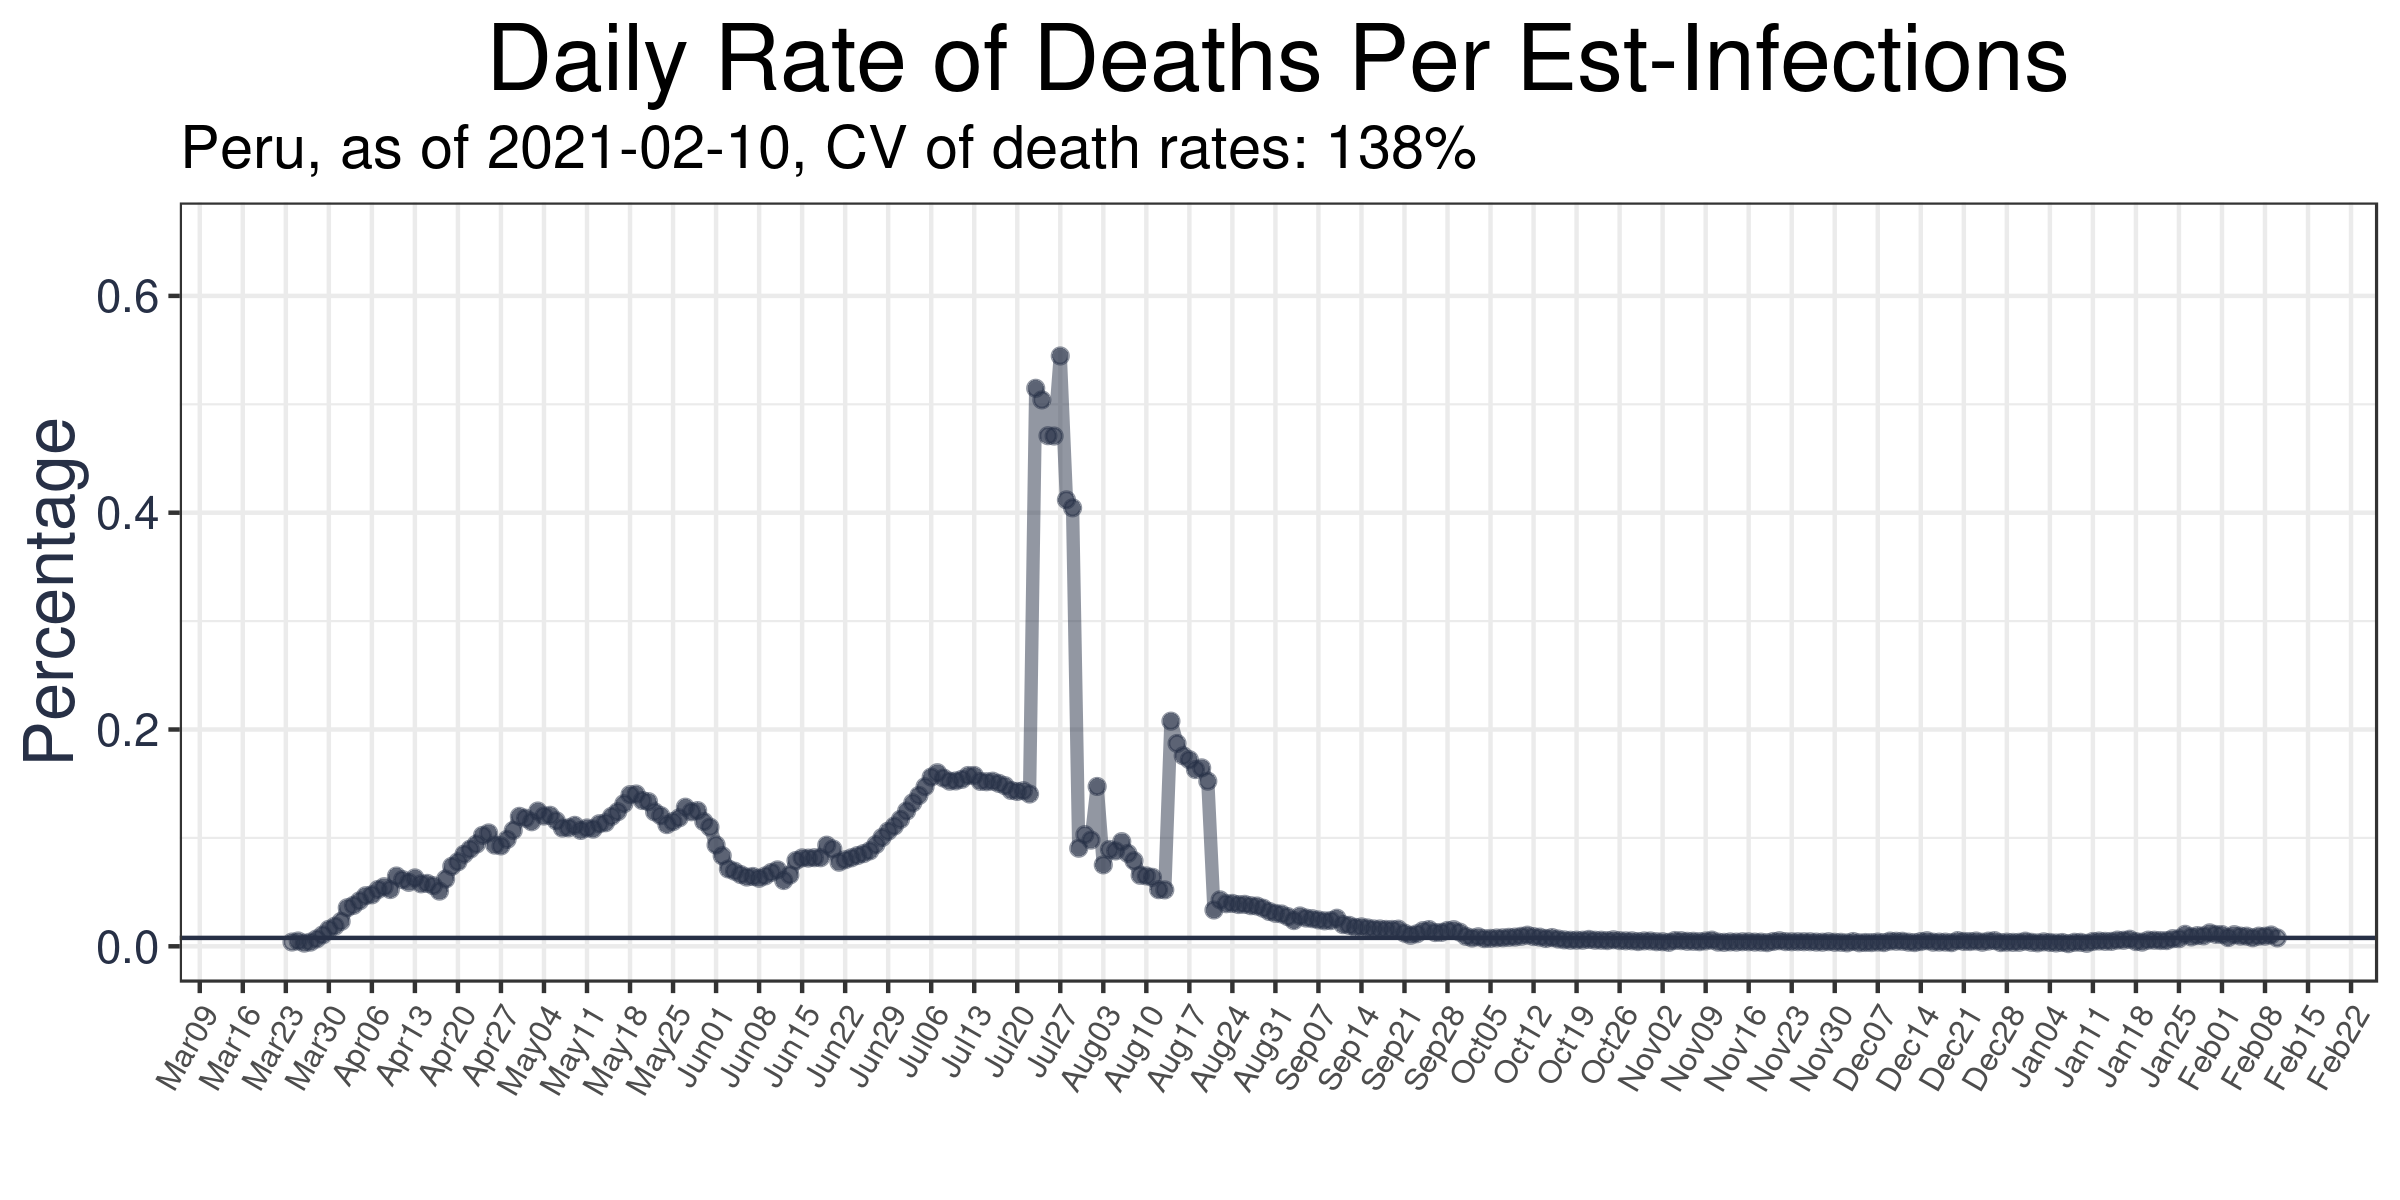 Daily Rate of Deaths Per Est-Infections
Peru, as of 2021-02-10, CV of death rates: 138%
Percentage
0.6
0.4
0.2
0.0
Mar09
Mar16
Mar23
Mar30
Apr06
Apr13
Apr20
Apr27
May04
May11
May18
May25
Jun01
Jun08
Jun15
Jun22
Jun29
Jul06
Jul13
Jul20
Jul27
Aug03
Aug10
Aug17
Aug24
Aug31
Sep07
Sep14
Sep21
Sep28
Oct05
Oct12
Oct19
Oct26
Nov02
Nov09
Nov16
Nov23
Nov30
Dec07
Dec14
Dec21
Dec28
Jan04
Jan11
Jan18
Jan25
Feb01
Feb08
Feb15
Feb22